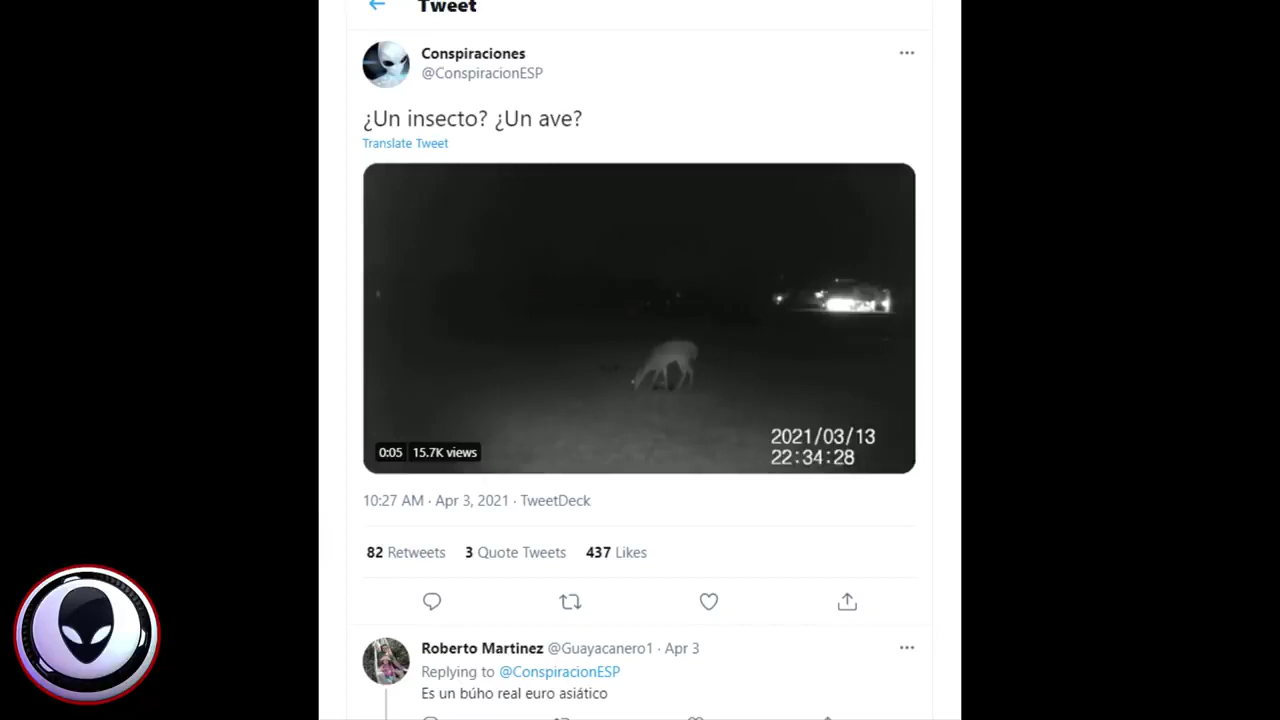 Tweet
Conspiraciones
@ConspiracionESP
¿Un insecto? ¿Un ave?
Translate Tweet
2021/03/13
22:34:28
0:05 15.7K views
10:27 AM · Apr 3, 2021 · TweetDeck
82 Retweets 3 Quote Tweets 437 Likes
Roberto Martinez @Guayacanero1 · Apr 3
Replying to @ConspiracionESP
Es un búho real euro asiático